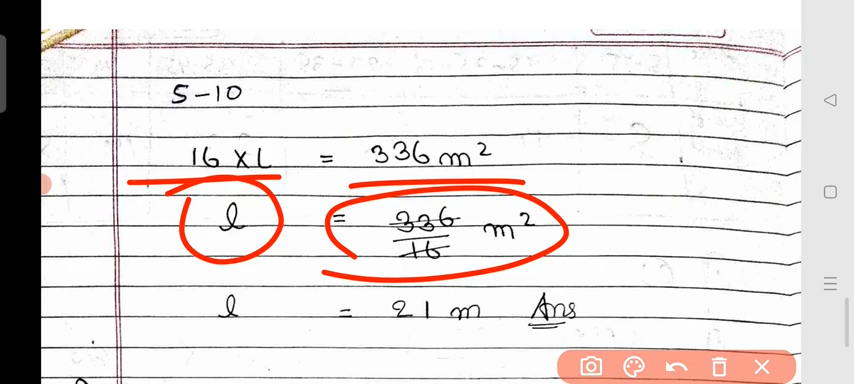 5-10
16 X L = 336 m²
l = 336/16 m²
l = 21 m Ans